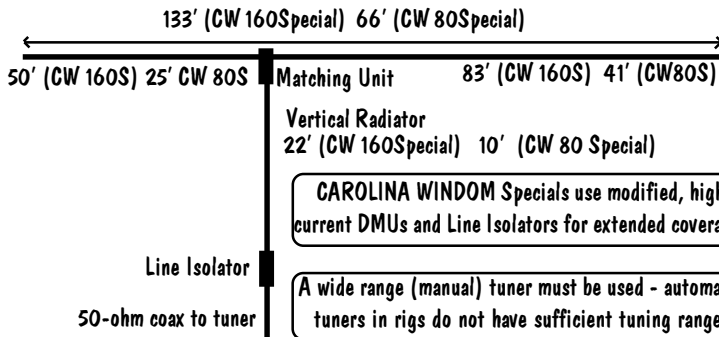 133' (CW 160Special) 66' (CW 80Special)
50' (CW 160S) 25' CW 80S
Matching Unit
83' (CW 160S) 41' (CW80S)
Vertical Radiator
22' (CW 160Special) 10' (CW 80 Special)
CAROLINA WINDOM Specials use modified, high
current DMUs and Line Isolators for extended covera
Line Isolator
A wide range (manual) tuner must be used - automa
tuners in rigs do not have sufficient tuning range
50-ohm coax to tuner